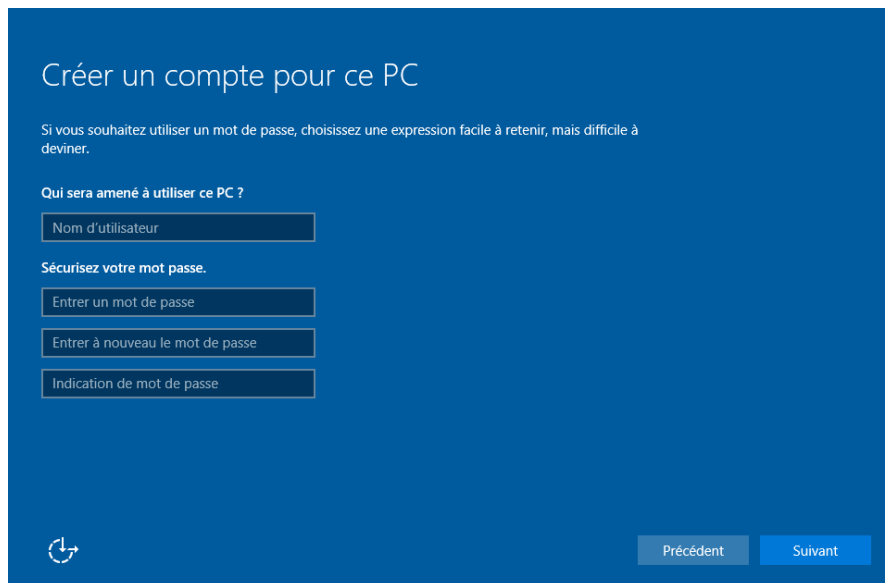 Créer un compte pour ce PC
Si vous souhaitez utiliser un mot de passe, choisissez une expression facile à retenir, mais difficile à
deviner.
Qui sera amené à utiliser ce PC ?
Nom d'utilisateur
Sécurisez votre mot passe.
Entrer un mot de passe
Entrer à nouveau le mot de passe
Indication de mot de passe
Précédent
Suivant